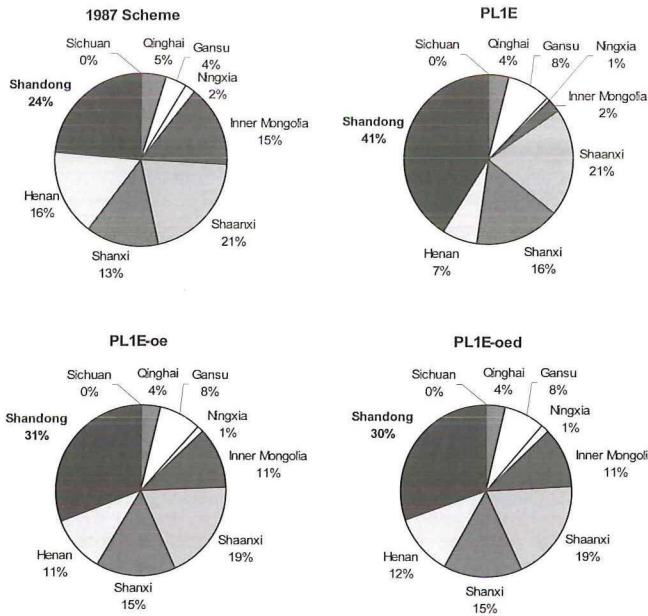 1987 Scheme
Sichuan
0%
Qinghai
5%
Gansu
4%
Ningxia
2%
Inner Mongolia
15%
Shaanxi
21%
Shanxi
13%
Henan
16%
Shandong
24%
PL1E
Sichuan
0%
Qinghai
4%
Gansu
8%
Ningxia
1%
Inner Mongolia
2%
Shaanxi
21%
Shanxi
16%
Henan
7%
Shandong
41%
PL1E-oe
Sichuan
0%
Qinghai
4%
Gansu
8%
Ningxia
1%
Inner Mongolia
11%
Shaanxi
19%
Shanxi
15%
Henan
11%
Shandong
31%
PL1E-oed
Sichuan
0%
Qinghai
4%
Gansu
8%
Ningxia
1%
Inner Mongoli
11%
Shaanxi
19%
Shanxi
15%
Henan
12%
Shandong
30%